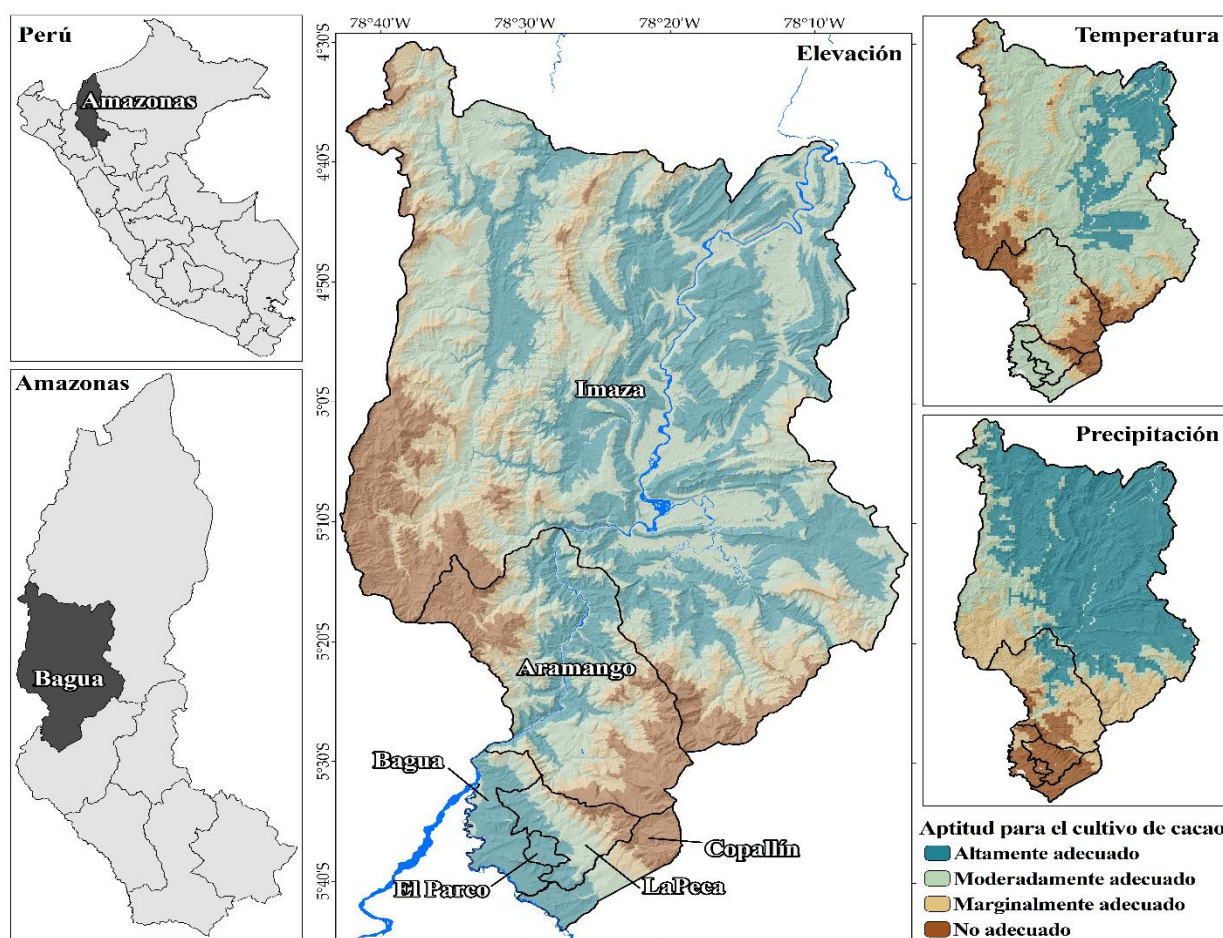 Perú
Amazonas
Amazonas
Bagua
78°40'W
78°30'W
78°20'W
78°10'W
4°30'S
4°40'S
4°50'S
5°0'S
5°10'S
5°20'S
5°30'S
5°40'S
Elevación
Imaza
Aramango
Bagua
Copallín
El Parco
LaPeca
Temperatura
Precipitación
Aptitud para el cultivo de cacao
Altamente adecuado
Moderadamente adecuado
Marginalmente adecuado
No adecuado